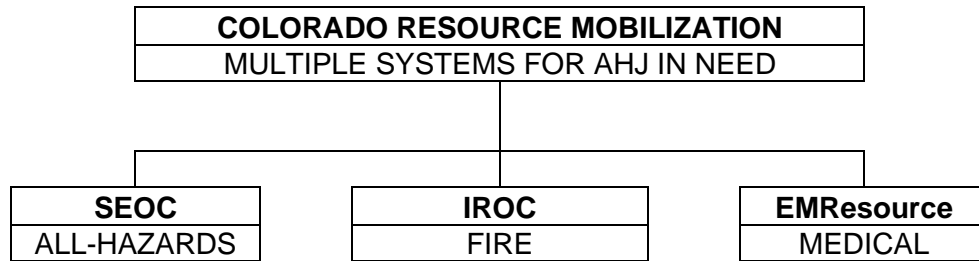 COLORADO RESOURCE MOBILIZATION
MULTIPLE SYSTEMS FOR AHJ IN NEED
SEOC
ALL-HAZARDS
IROC
FIRE
EMResource
MEDICAL